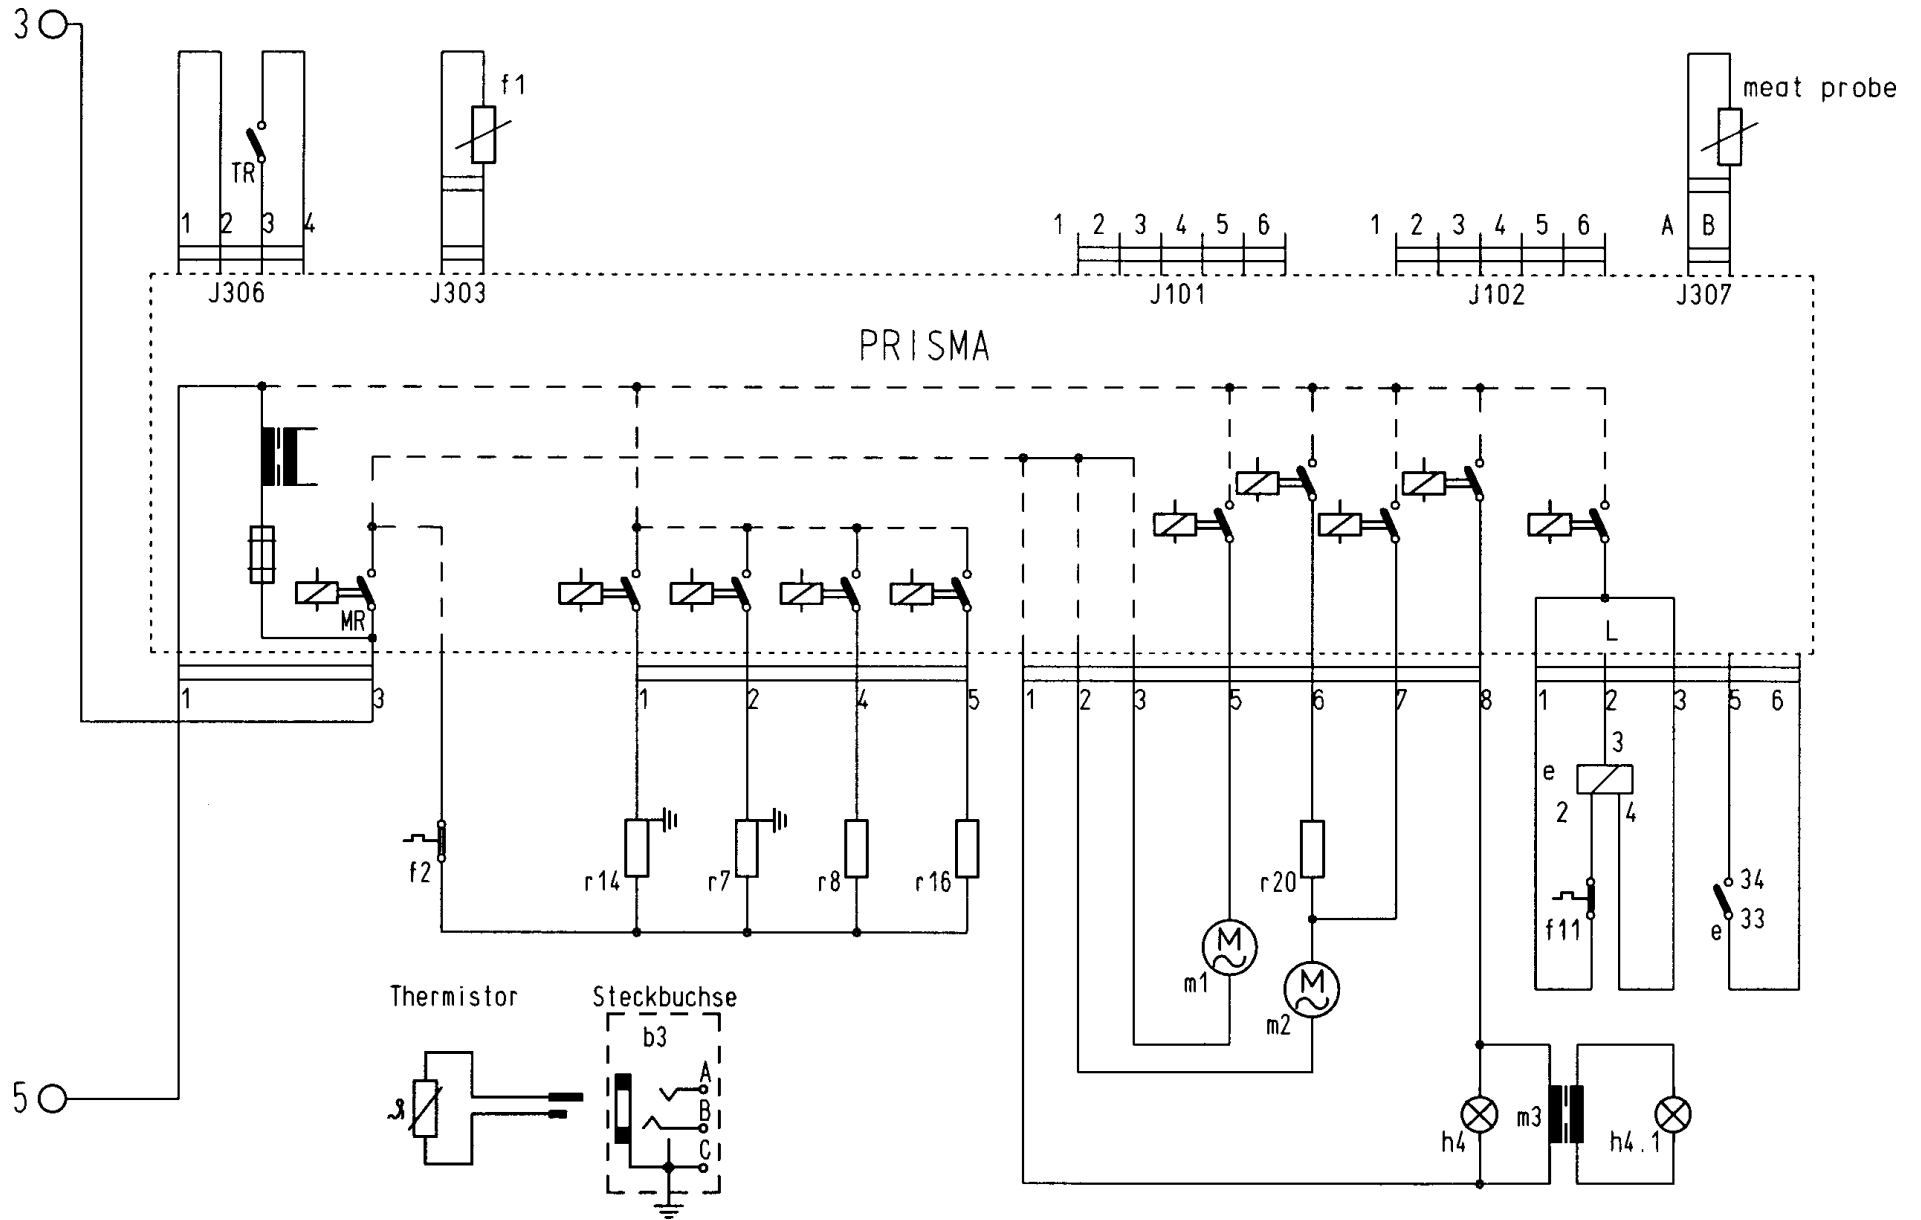 3
f1
meat probe
TR
1 2 3 4
1 2 3 4 5 6
1 2 3 4 5 6
A B
J306
J303
J101
J102
J307
PRISMA
MR
L
1 3
1 2 4 5
1 2 3 5 6 7 8
1 2 3 5 6
3
e
2 4
f2
r14
r7
r8
r16
r20
34
33
e
f11
M
m1
M
m2
Thermistor
Steckbuchse
b3
A
B
C
5
ϑ
h4
m3
h4.1